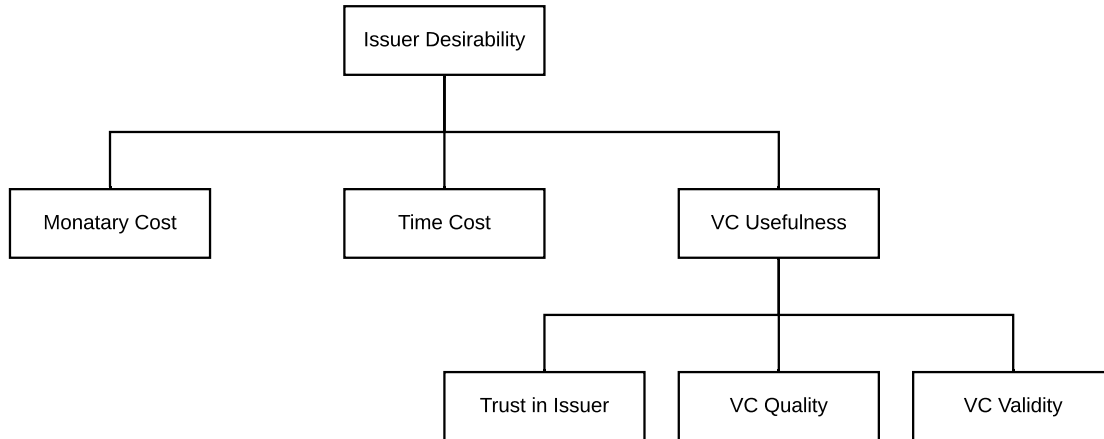 Issuer Desirability
Monatary Cost
Time Cost
VC Usefulness
Trust in Issuer
VC Quality
VC Validity